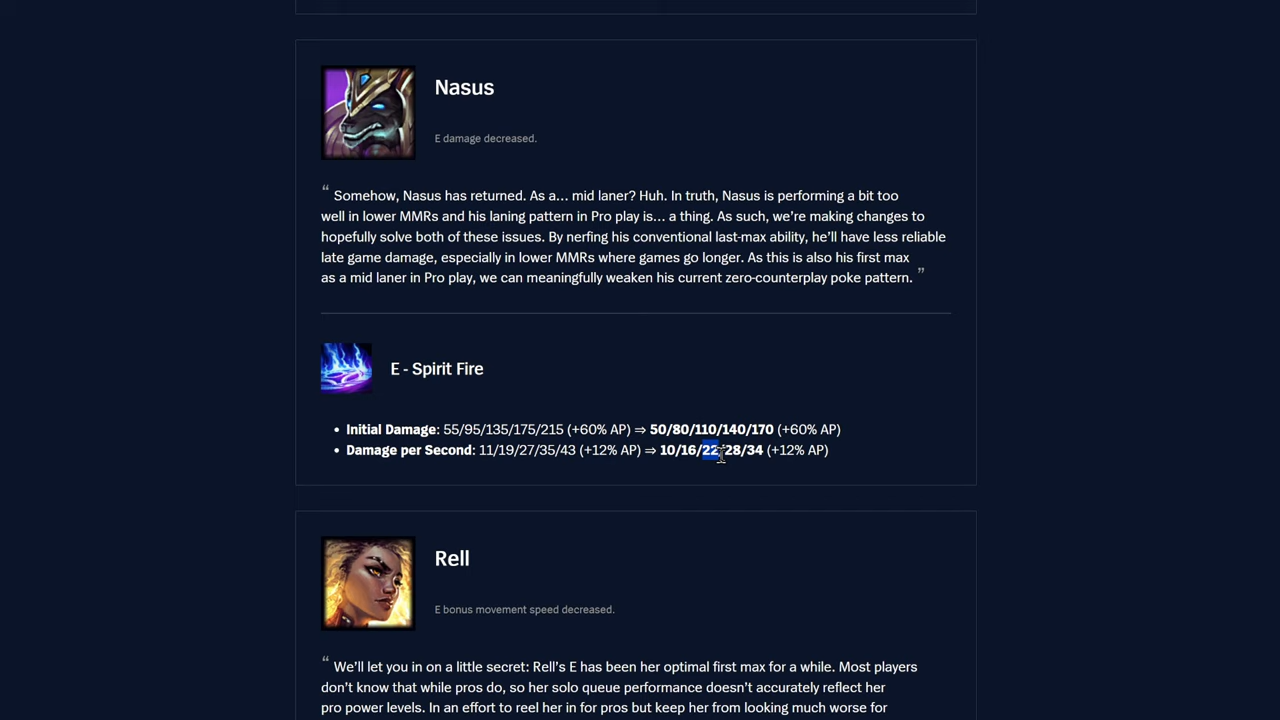 Nasus
E damage decreased.
“ Somehow, Nasus has returned. As a… mid laner? Huh. In truth, Nasus is performing a bit too
well in lower MMRs and his laning pattern in Pro play is… a thing. As such, we’re making changes to
hopefully solve both of these issues. By nerfing his conventional last-max ability, he’ll have less reliable
late game damage, especially in lower MMRs where games go longer. As this is also his first max
as a mid laner in Pro play, we can meaningfully weaken his current zero-counterplay poke pattern. ”
E - Spirit Fire
• Initial Damage: 55/95/135/175/215 (+60% AP) ⇒ 50/80/110/140/170 (+60% AP)
• Damage per Second: 11/19/27/35/43 (+12% AP) ⇒ 10/16/22/28/34 (+12% AP)
Rell
E bonus movement speed decreased.
“ We’ll let you in on a little secret: Rell’s E has been her optimal first max for a while. Most players
don’t know that while pros do, so her solo queue performance doesn’t accurately reflect her
pro power levels. In an effort to reel her in for pros but keep her from looking much worse for